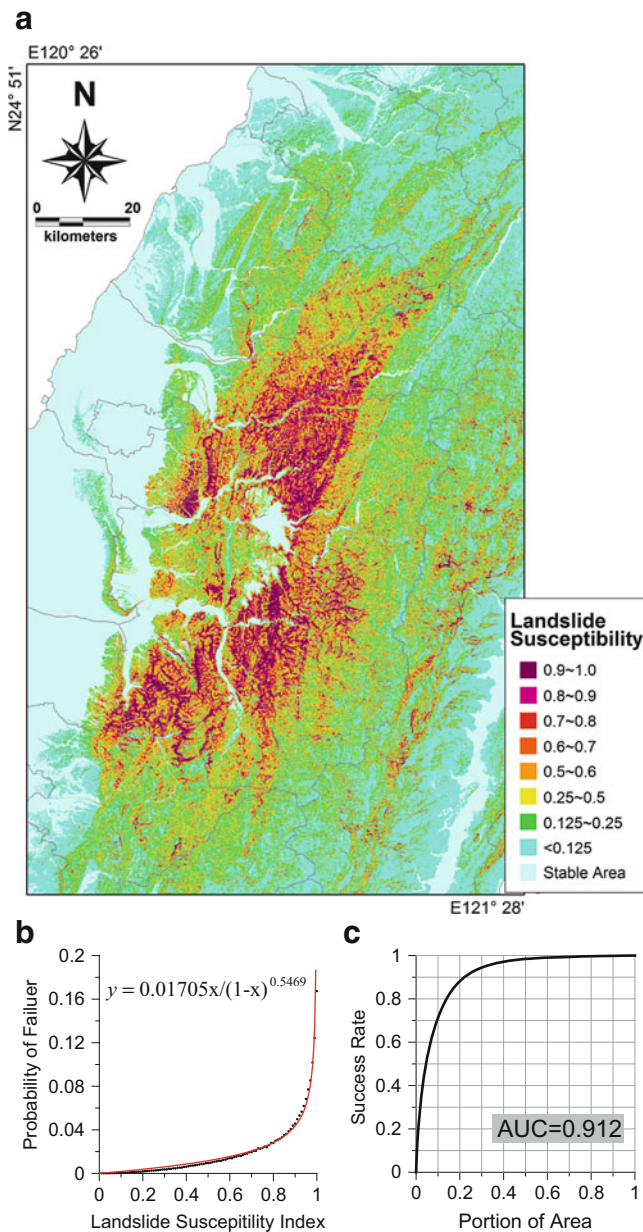 a
E120° 26'
N24° 51'
N
0 20
kilometers
Landslide
Susceptibility
0.9~1.0
0.8~0.9
0.7~0.8
0.6~0.7
0.5~0.6
0.25~0.5
0.125~0.25
<0.125
Stable Area
E121° 28'
b
0.2
0.16
0.12
0.08
0.04
0
0 0.2 0.4 0.6 0.8 1
y = 0.01705x/(1-x)^0.5469
Probability of Failuer
Landslide Susceptility Index
c
1
0.8
0.6
0.4
0.2
0
0 0.2 0.4 0.6 0.8 1
Success Rate
AUC=0.912
Portion of Area